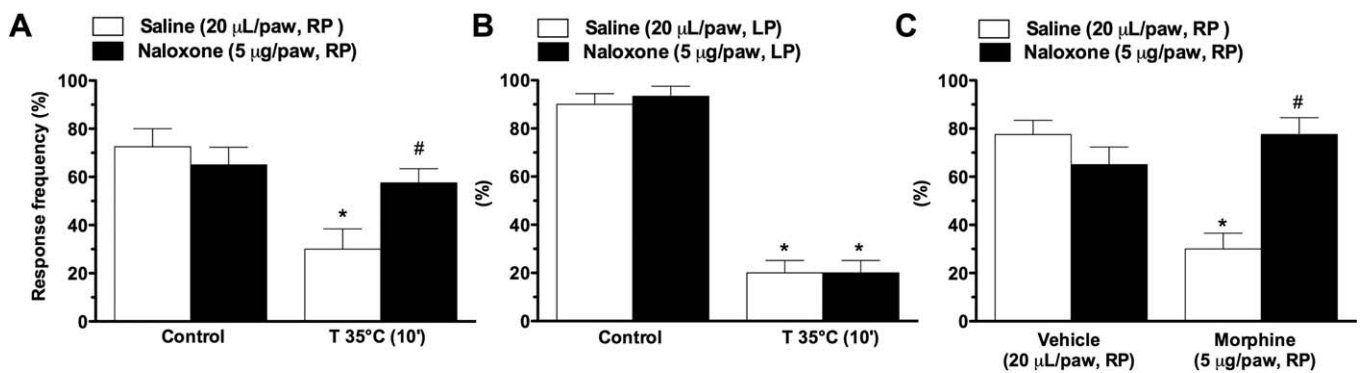 A
Saline (20 μL/paw, RP )
Naloxone (5 μg/paw, RP)
Response frequency (%)
100
80
60
40
20
0
#
*
Control
T 35°C (10')
B
Saline (20 μL/paw, LP)
Naloxone (5 μg/paw, LP)
(%)
100
80
60
40
20
0
*
*
Control
T 35°C (10')
C
Saline (20 μL/paw, RP )
Naloxone (5 μg/paw, RP)
(%)
100
80
60
40
20
0
#
*
Vehicle
(20 μL/paw, RP)
Morphine
(5 μg/paw, RP)